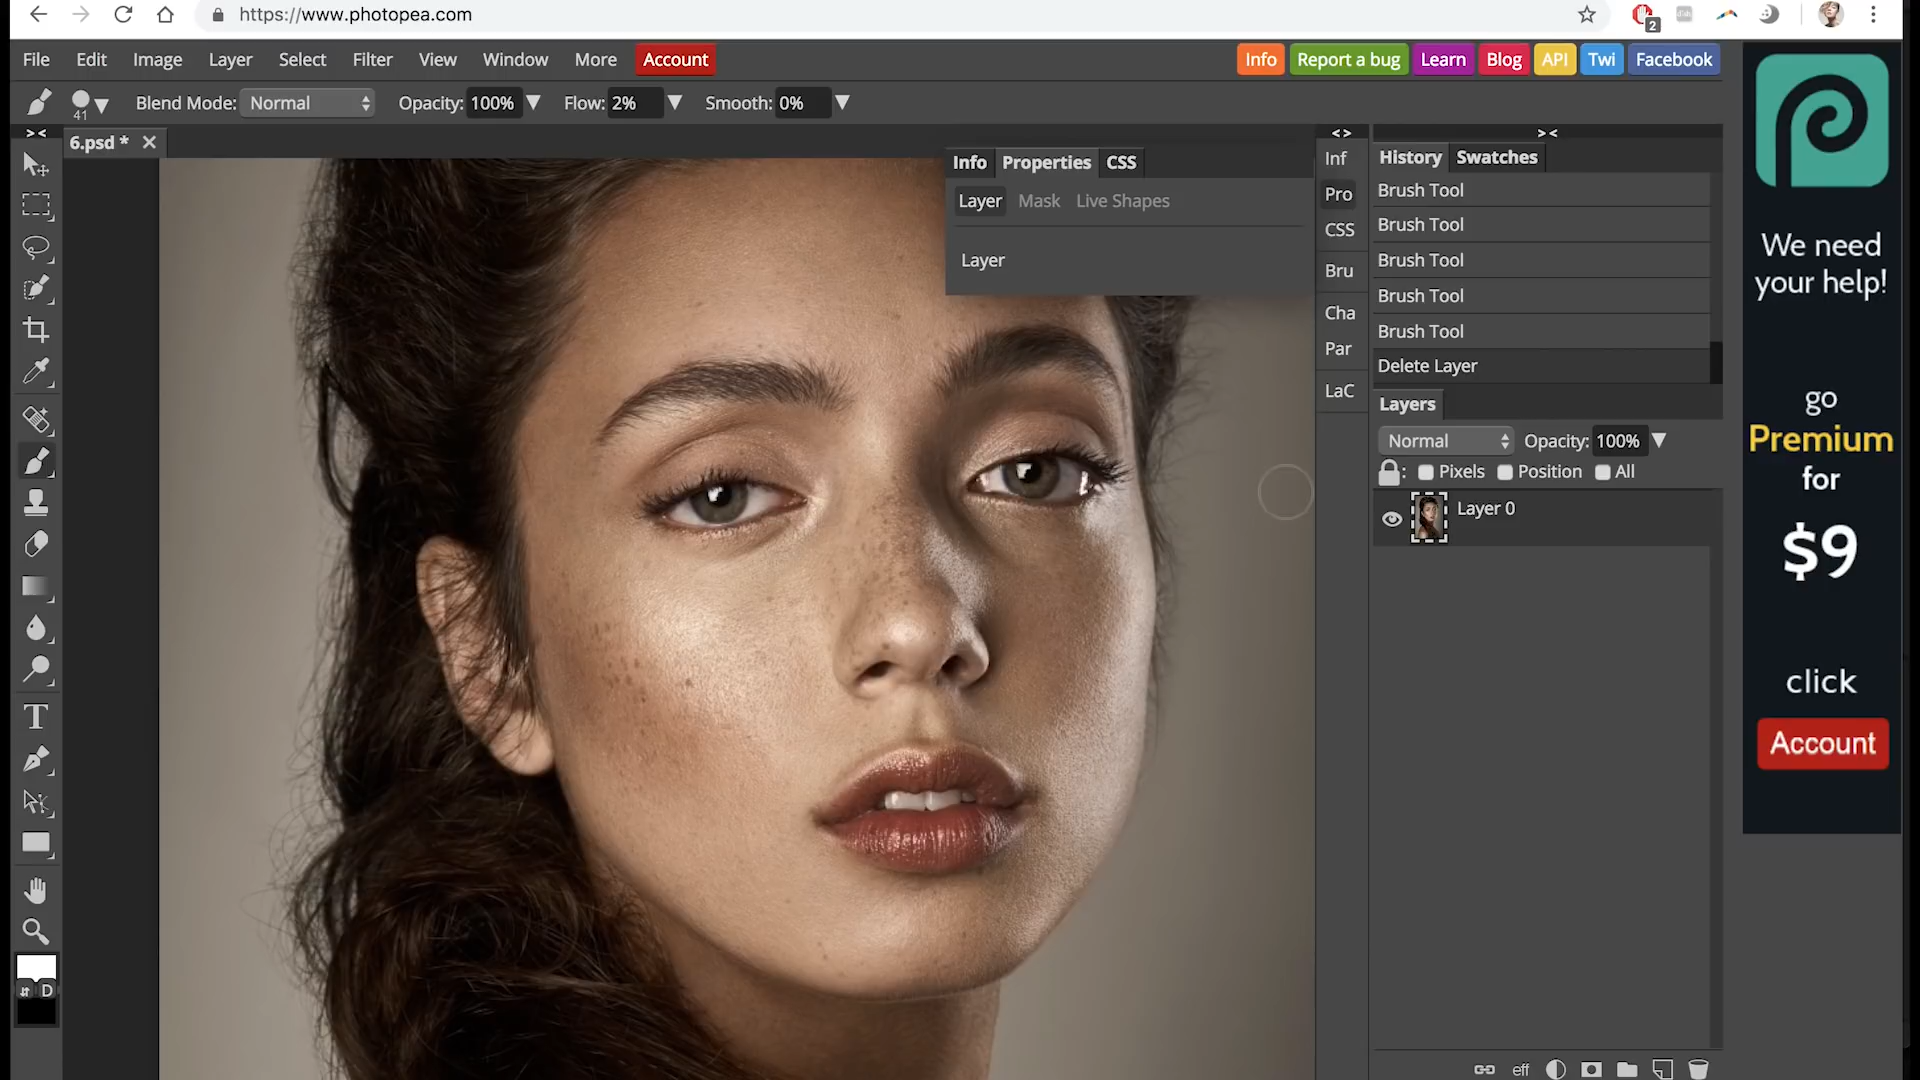 https://www.photopea.com
2
File Edit Image Layer Select Filter View Window More Account
Info Report a bug Learn Blog API Twi Facebook
41 Blend Mode: Normal Opacity: 100% Flow: 2% Smooth: 0%
6.psd *
Info Properties CSS
Layer Mask Live Shapes
Layer
Inf
Pro
CSS
Bru
Cha
Par
LaC
History Swatches
Brush Tool
Brush Tool
Brush Tool
Brush Tool
Brush Tool
Delete Layer
Layers
Normal Opacity: 100%
: Pixels Position All
Layer 0
eff
T
D
We need
your help!
go
Premium
for
$9
click
Account